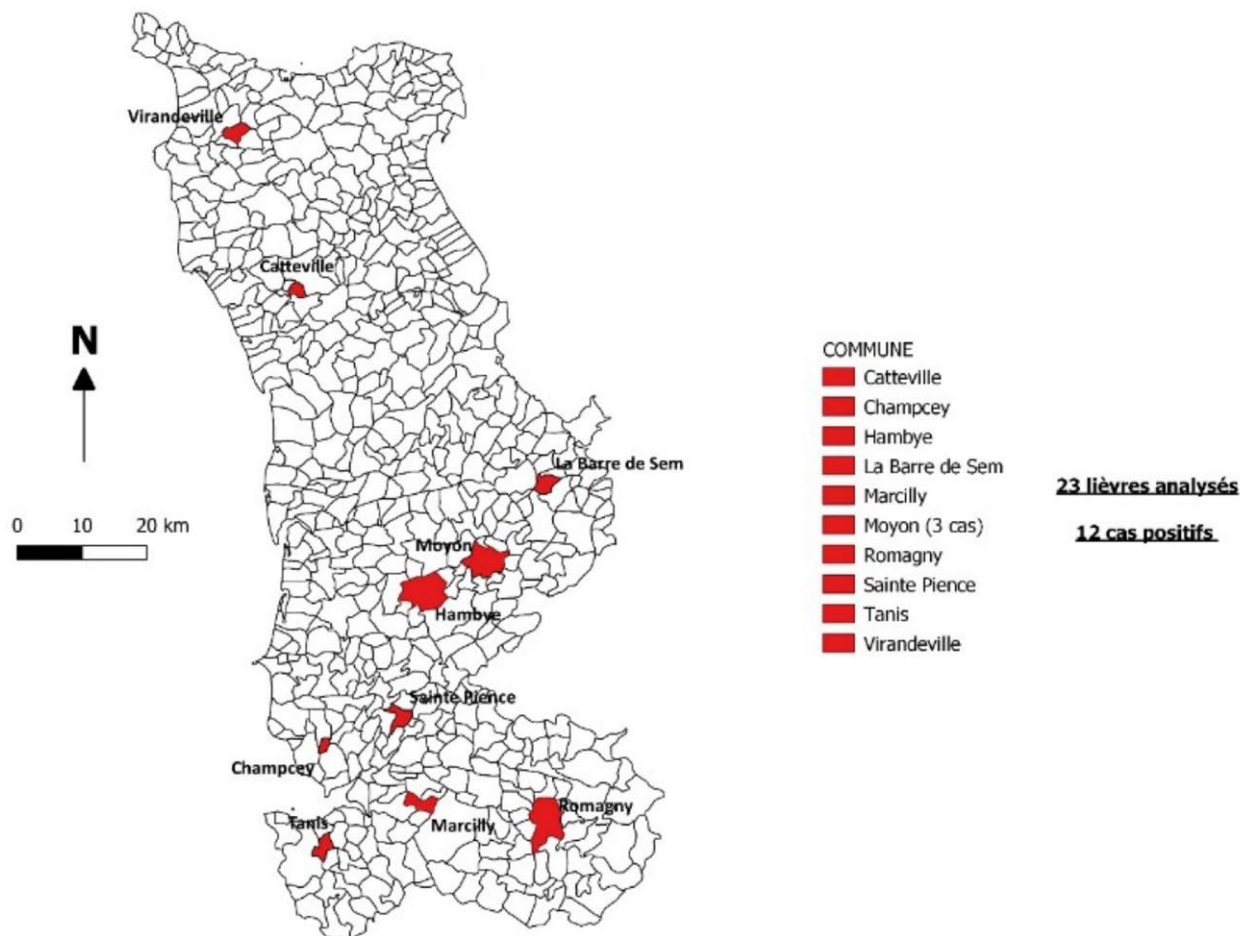 Virandeville
Catteville
N
0 10 20 km
La Barre de Sem
Moyon
Hambye
Sainte Pience
Champcey
Romagny
Marcilly
Tanis
COMMUNE
Catteville
Champcey
Hambye
La Barre de Sem
Marcilly
Moyon (3 cas)
Romagny
Sainte Pience
Tanis
Virandeville
23 lièvres analysés
12 cas positifs